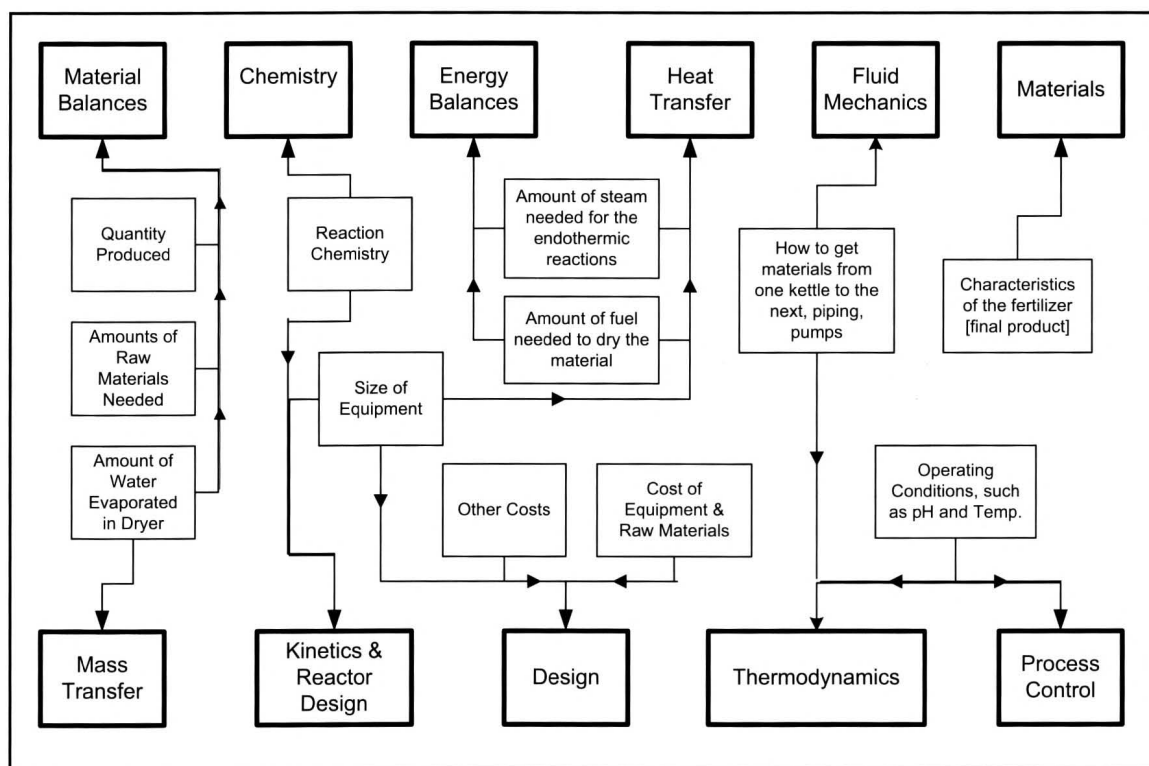 Material
Balances
Chemistry
Energy
Balances
Heat
Transfer
Fluid
Mechanics
Materials
Quantity
Produced
Reaction
Chemistry
Amount of steam
needed for the
endothermic
reactions
How to get
materials from
one kettle to the
next, piping,
pumps
Characteristics
of the fertilizer
[final product]
Amounts of
Raw
Materials
Needed
Amount of fuel
needed to dry the
material
Size of
Equipment
Amount of
Water
Evaporated
in Dryer
Other Costs
Cost of
Equipment &
Raw Materials
Operating
Conditions, such
as pH and Temp.
Mass
Transfer
Kinetics &
Reactor
Design
Design
Thermodynamics
Process
Control